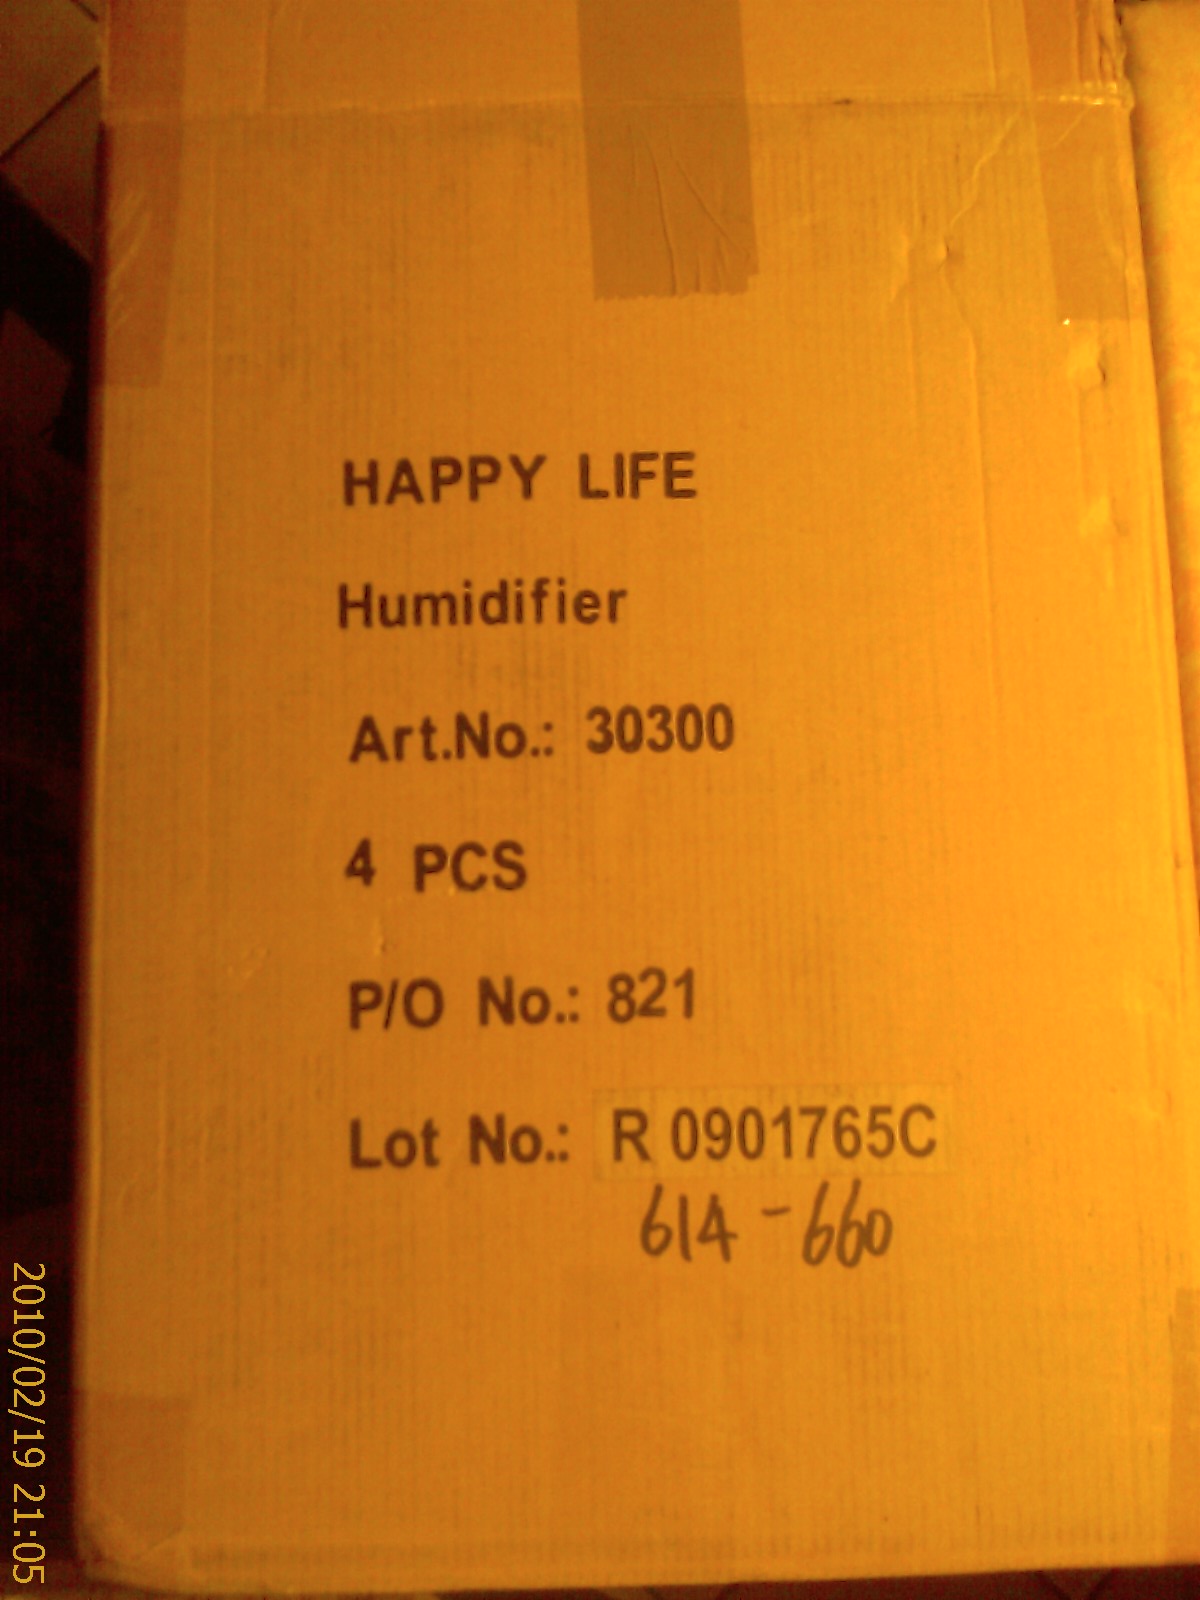 HAPPY LIFE
Humidifier
Art.No.: 30300
4 PCS
P/O No.: 821
Lot No.: R 0901765C
614-660
2010/02/19 21:05